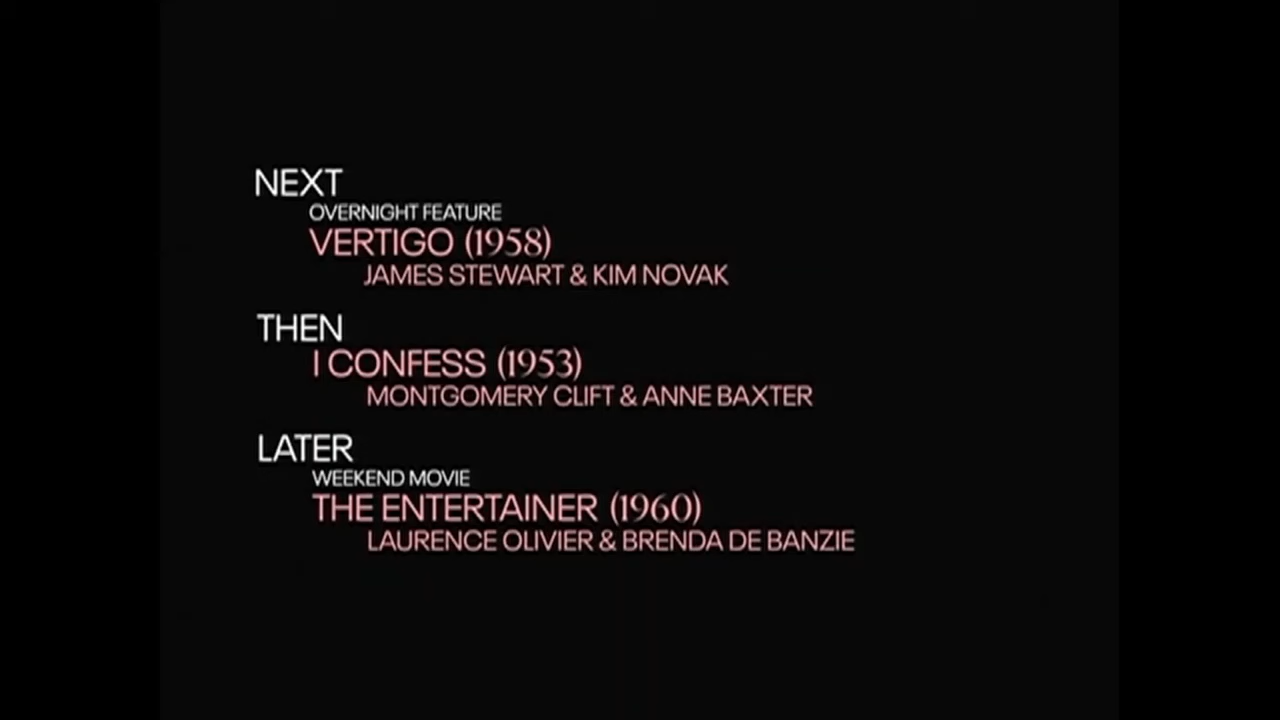 NEXT
OVERNIGHT FEATURE
VERTIGO (1958)
JAMES STEWART & KIM NOVAK
THEN
I CONFESS (1953)
MONTGOMERY CLIFT & ANNE BAXTER
LATER
WEEKEND MOVIE
THE ENTERTAINER (1960)
LAURENCE OLIVIER & BRENDA DE BANZIE